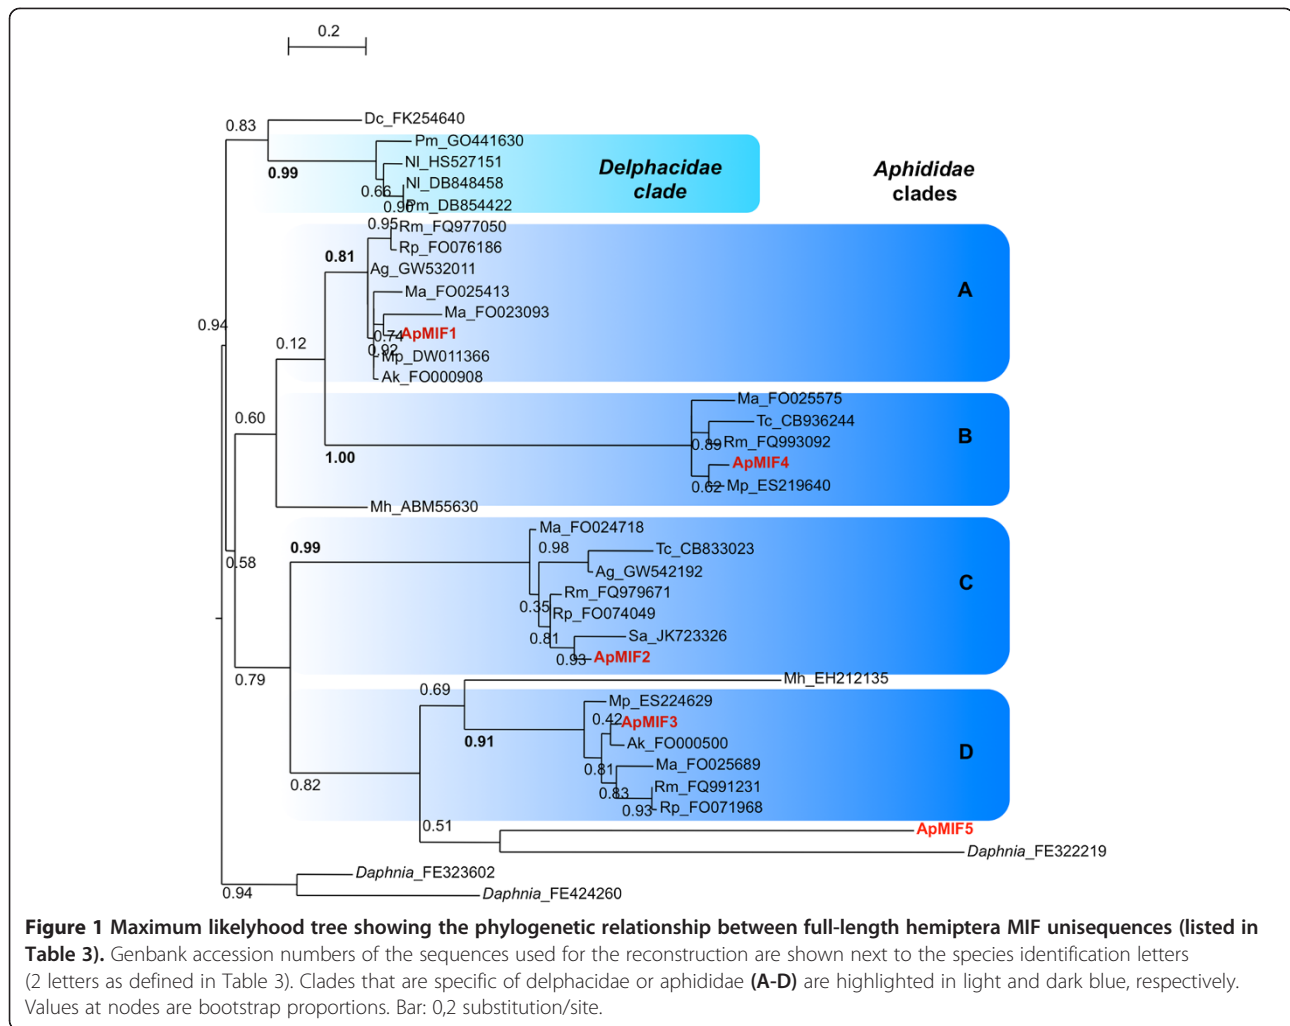 0.2
Dc_FK254640
0.83
Pm_GO441630
Nl_HS527151
Delphacidae
clade
Aphididae
clades
0.99
0.66
Nl_DB848458
0.90
Pm_DB854422
0.95
Rm_FQ977050
Rp_FO076186
0.81
Ag_GW532011
Ma_FO025413
A
Ma_FO023093
0.94
0.74
ApMIF1
0.12
0.92
Mp_DW011366
Ak_FO000908
Ma_FO025575
0.60
Tc_CB936244
B
0.89
Rm_FQ993092
1.00
ApMIF4
0.62
Mp_ES219640
Mh_ABM55630
Ma_FO024718
0.99
0.98
Tc_CB833023
0.58
Ag_GW542192
C
Rm_FQ979671
0.35
Rp_FO074049
0.81
Sa_JK723326
0.93
ApMIF2
0.79
Mh_EH212135
0.69
Mp_ES224629
0.42
ApMIF3
0.91
Ak_FO000500
D
0.81
Ma_FO025689
0.82
0.83
Rm_FQ991231
0.93
Rp_FO071968
0.51
ApMIF5
Daphnia_FE322219
Daphnia_FE323602
0.94
Daphnia_FE424260
Figure 1 Maximum likelyhood tree showing the phylogenetic relationship between full-length hemiptera MIF unisequences (listed in
Table 3). Genbank accession numbers of the sequences used for the reconstruction are shown next to the species identification letters
(2 letters as defined in Table 3). Clades that are specific of delphacidae or aphididae (A-D) are highlighted in light and dark blue, respectively.
Values at nodes are bootstrap proportions. Bar: 0,2 substitution/site.